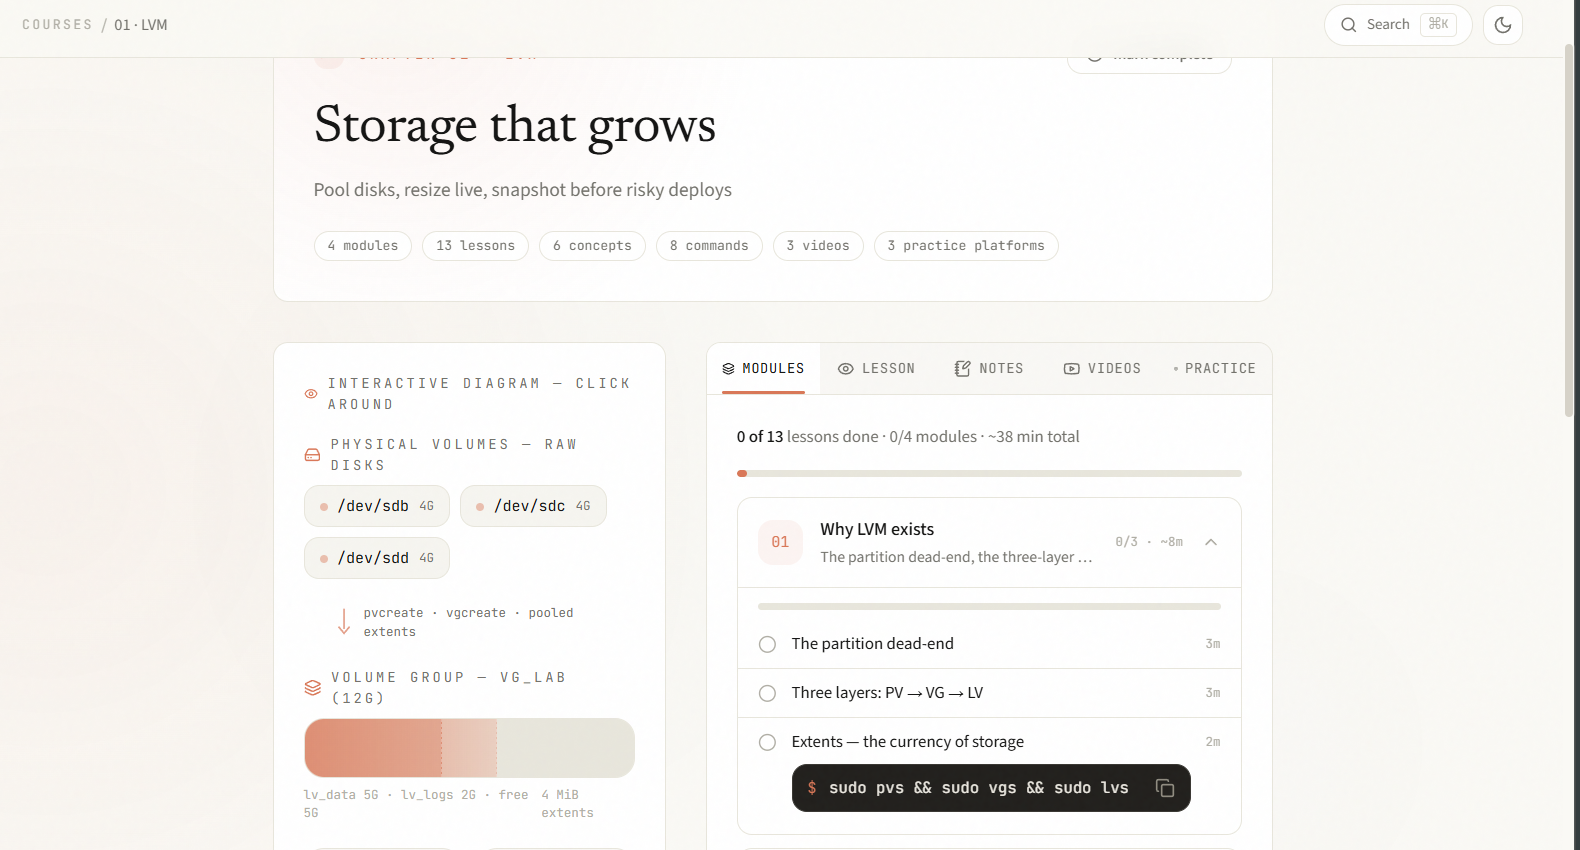 COURSES / 01 · LVM
Search ⌘K
Storage that grows
Pool disks, resize live, snapshot before risky deploys
4 modules
13 lessons
6 concepts
8 commands
3 videos
3 practice platforms
INTERACTIVE DIAGRAM — CLICK
AROUND
PHYSICAL VOLUMES — RAW
DISKS
/dev/sdb 4G
/dev/sdc 4G
/dev/sdd 4G
pvcreate · vgcreate · pooled
extents
VOLUME GROUP — VG_LAB
(12G)
lv_data 5G · lv_logs 2G · free
5G
4 MiB
extents
MODULES
LESSON
NOTES
VIDEOS
PRACTICE
0 of 13 lessons done · 0/4 modules · ~38 min total
01
Why LVM exists
The partition dead-end, the three-layer …
0/3 · ~8m
The partition dead-end 3m
Three layers: PV → VG → LV 3m
Extents — the currency of storage 2m
$ sudo pvs && sudo vgs && sudo lvs